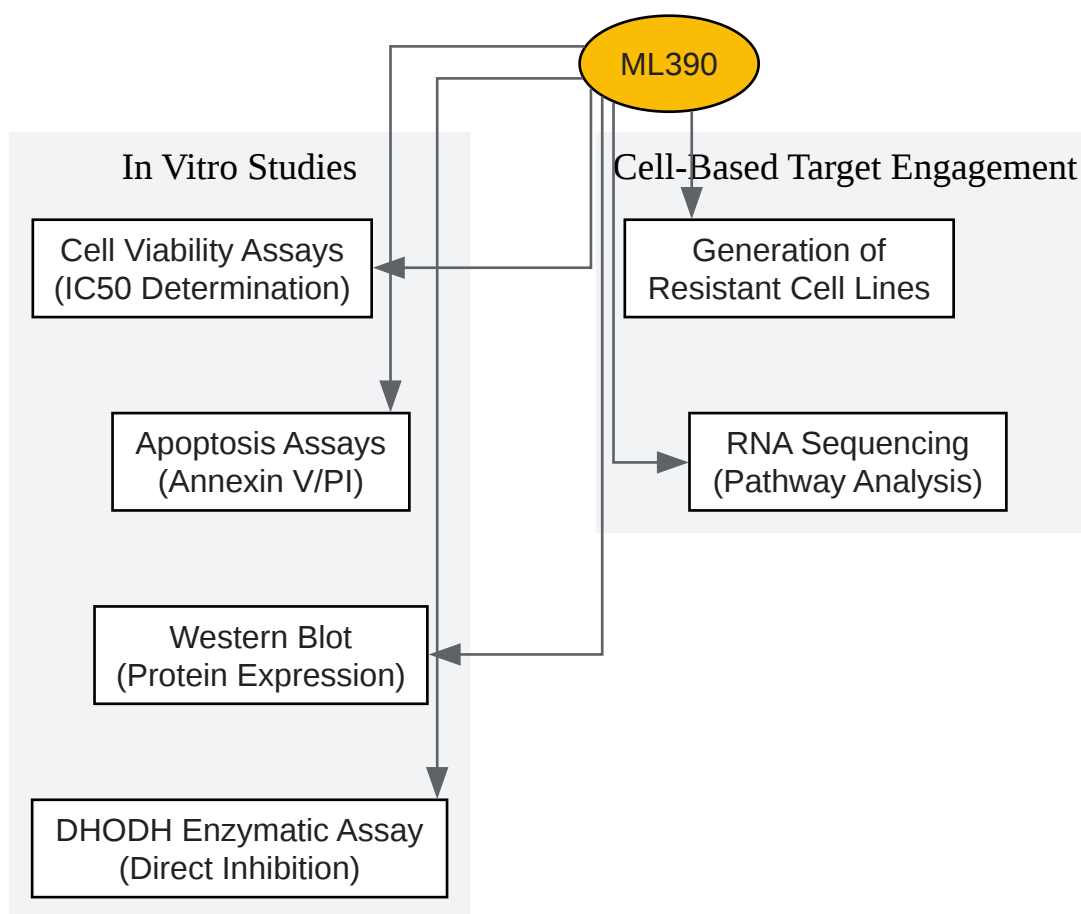 ML390
In Vitro Studies
Cell Viability Assays
(IC50 Determination)
Apoptosis Assays
(Annexin V/PI)
Western Blot
(Protein Expression)
DHODH Enzymatic Assay
(Direct Inhibition)
Cell-Based Target Engagement
Generation of
Resistant Cell Lines
RNA Sequencing
(Pathway Analysis)